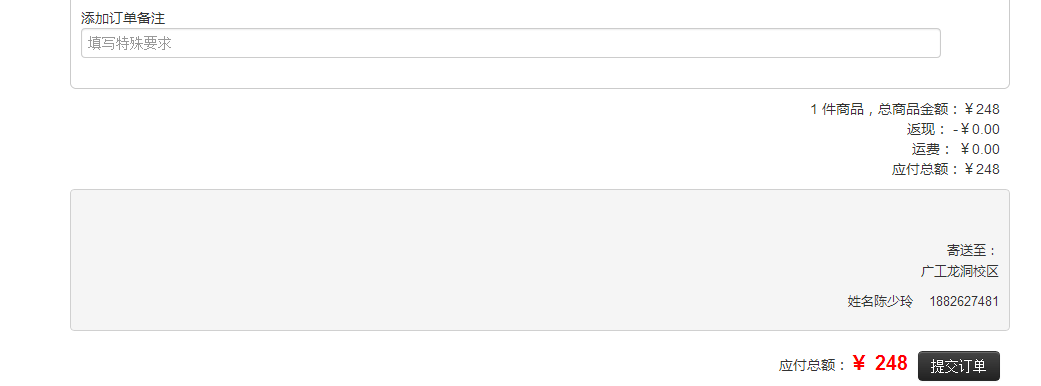 添加订单备注
填写特殊要求
1 件商品，总商品金额：￥248
返现： -￥0.00
运费： ￥0.00
应付总额：￥248
寄送至：
广工龙洞校区
姓名陈少玲 1882627481
应付总额：￥ 248 提交订单